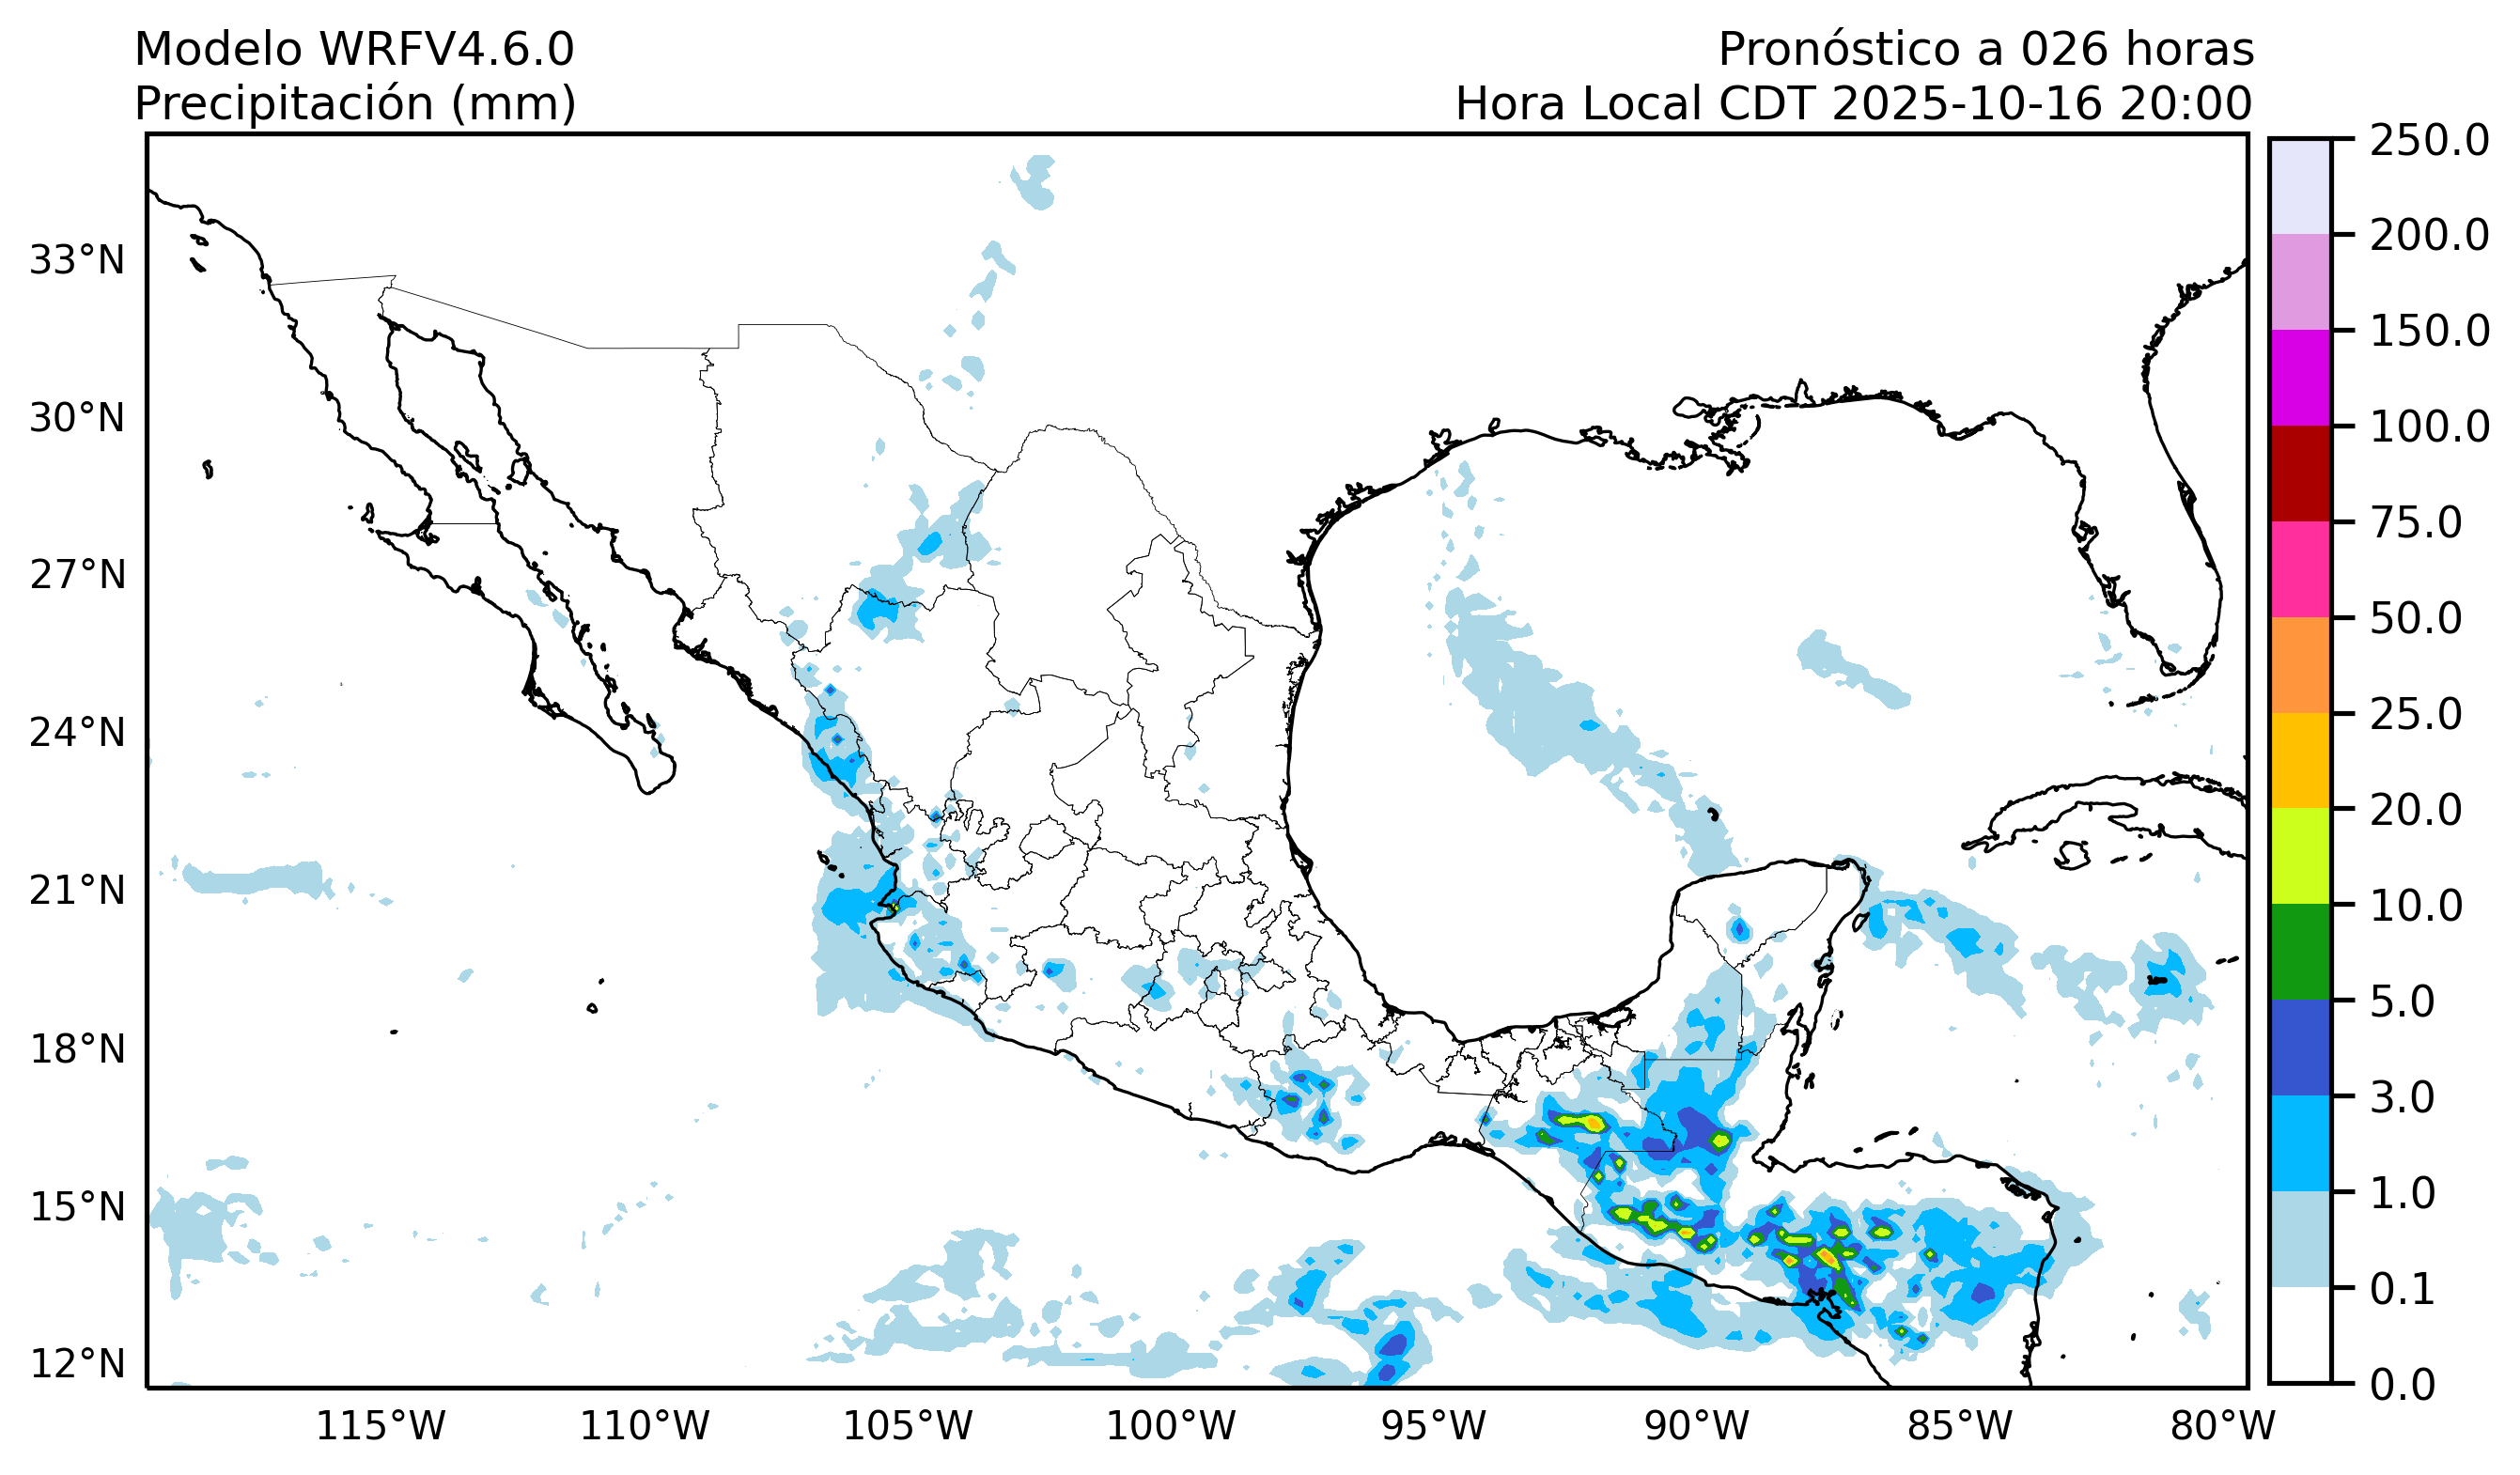 Modelo WRFV4.6.0
Precipitación (mm)
Pronóstico a 026 horas
Hora Local CDT 2025-10-16 20:00
33°N
30°N
27°N
24°N
21°N
18°N
15°N
12°N
115°W
110°W
105°W
100°W
95°W
90°W
85°W
80°W
250.0
200.0
150.0
100.0
75.0
50.0
25.0
20.0
10.0
5.0
3.0
1.0
0.1
0.0